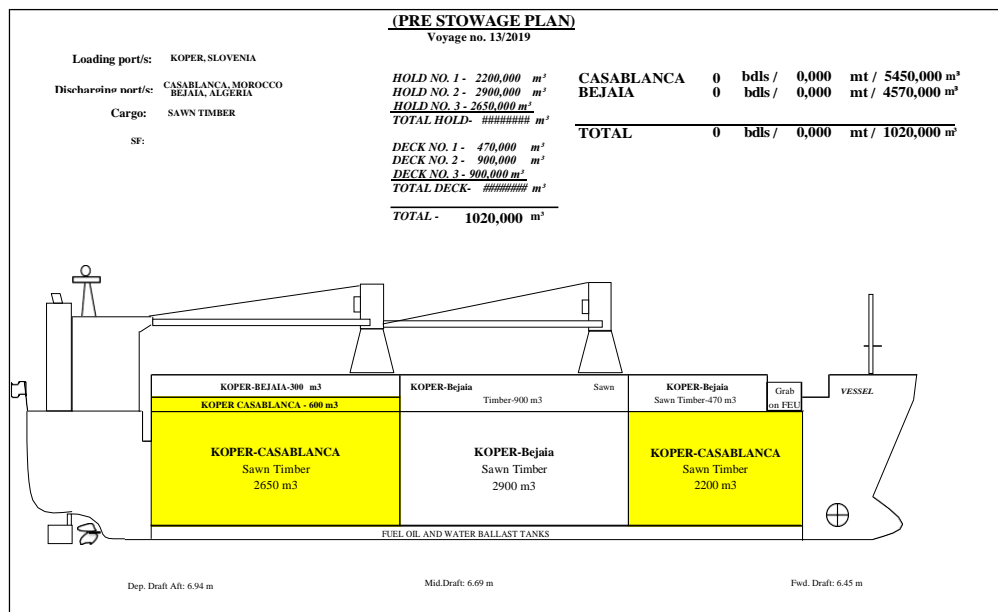 (PRE STOWAGE PLAN)
Voyage no. 13/2019
Loading port/s: KOPER, SLOVENIA
Discharging port/s: CASABLANCA, MOROCCO
BEJAIA, ALGERIA
Cargo: SAWN TIMBER
SF:
HOLD NO. 1 - 2200,000 m³
HOLD NO. 2 - 2900,000 m³
HOLD NO. 3 - 2650,000 m³
TOTAL HOLD- ######## m³
DECK NO. 1 - 470,000 m³
DECK NO. 2 - 900,000 m³
DECK NO. 3 - 900,000 m³
TOTAL DECK- ######## m³
TOTAL - 1020,000 m³
CASABLANCA 0 bdls / 0,000 mt / 5450,000 m³
BEJAIA 0 bdls / 0,000 mt / 4570,000 m³
TOTAL 0 bdls / 0,000 mt / 1020,000 m³
KOPER-BEJAIA-300 m3
KOPER CASABLANCA - 600 m3
KOPER-Bejaia Sawn
Timber-900 m3
KOPER-Bejaia
Sawn Timber-470 m3
Grab
on FEU
VESSEL
KOPER-CASABLANCA
Sawn Timber
2650 m3
KOPER-Bejaia
Sawn Timber
2900 m3
KOPER-CASABLANCA
Sawn Timber
2200 m3
FUEL OIL AND WATER BALLAST TANKS
Dep. Draft Aft: 6.94 m
Mid.Draft: 6.69 m
Fwd. Draft: 6.45 m